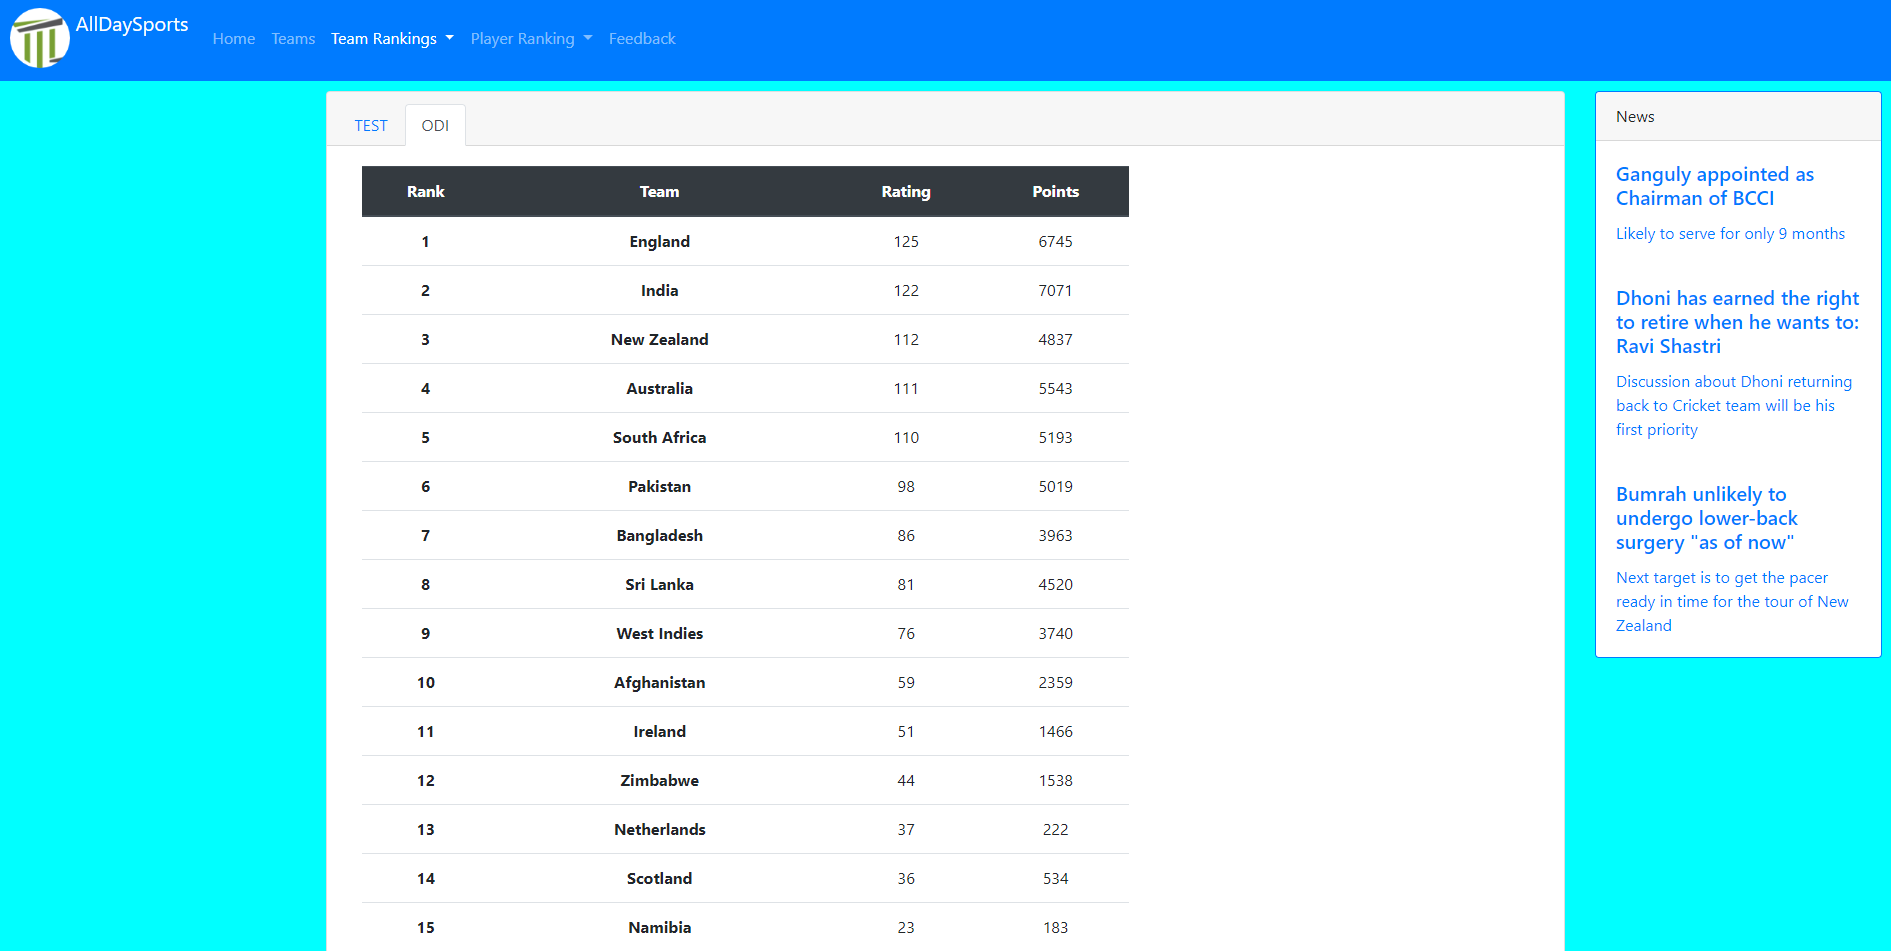 AllDaySports
Home Teams Team Rankings Player Ranking Feedback
TEST ODI
Rank Team Rating Points
1 England 125 6745
2 India 122 7071
3 New Zealand 112 4837
4 Australia 111 5543
5 South Africa 110 5193
6 Pakistan 98 5019
7 Bangladesh 86 3963
8 Sri Lanka 81 4520
9 West Indies 76 3740
10 Afghanistan 59 2359
11 Ireland 51 1466
12 Zimbabwe 44 1538
13 Netherlands 37 222
14 Scotland 36 534
15 Namibia 23 183
News
Ganguly appointed as
Chairman of BCCI
Likely to serve for only 9 months
Dhoni has earned the right
to retire when he wants to:
Ravi Shastri
Discussion about Dhoni returning
back to Cricket team will be his
first priority
Bumrah unlikely to
undergo lower-back
surgery "as of now"
Next target is to get the pacer
ready in time for the tour of New
Zealand